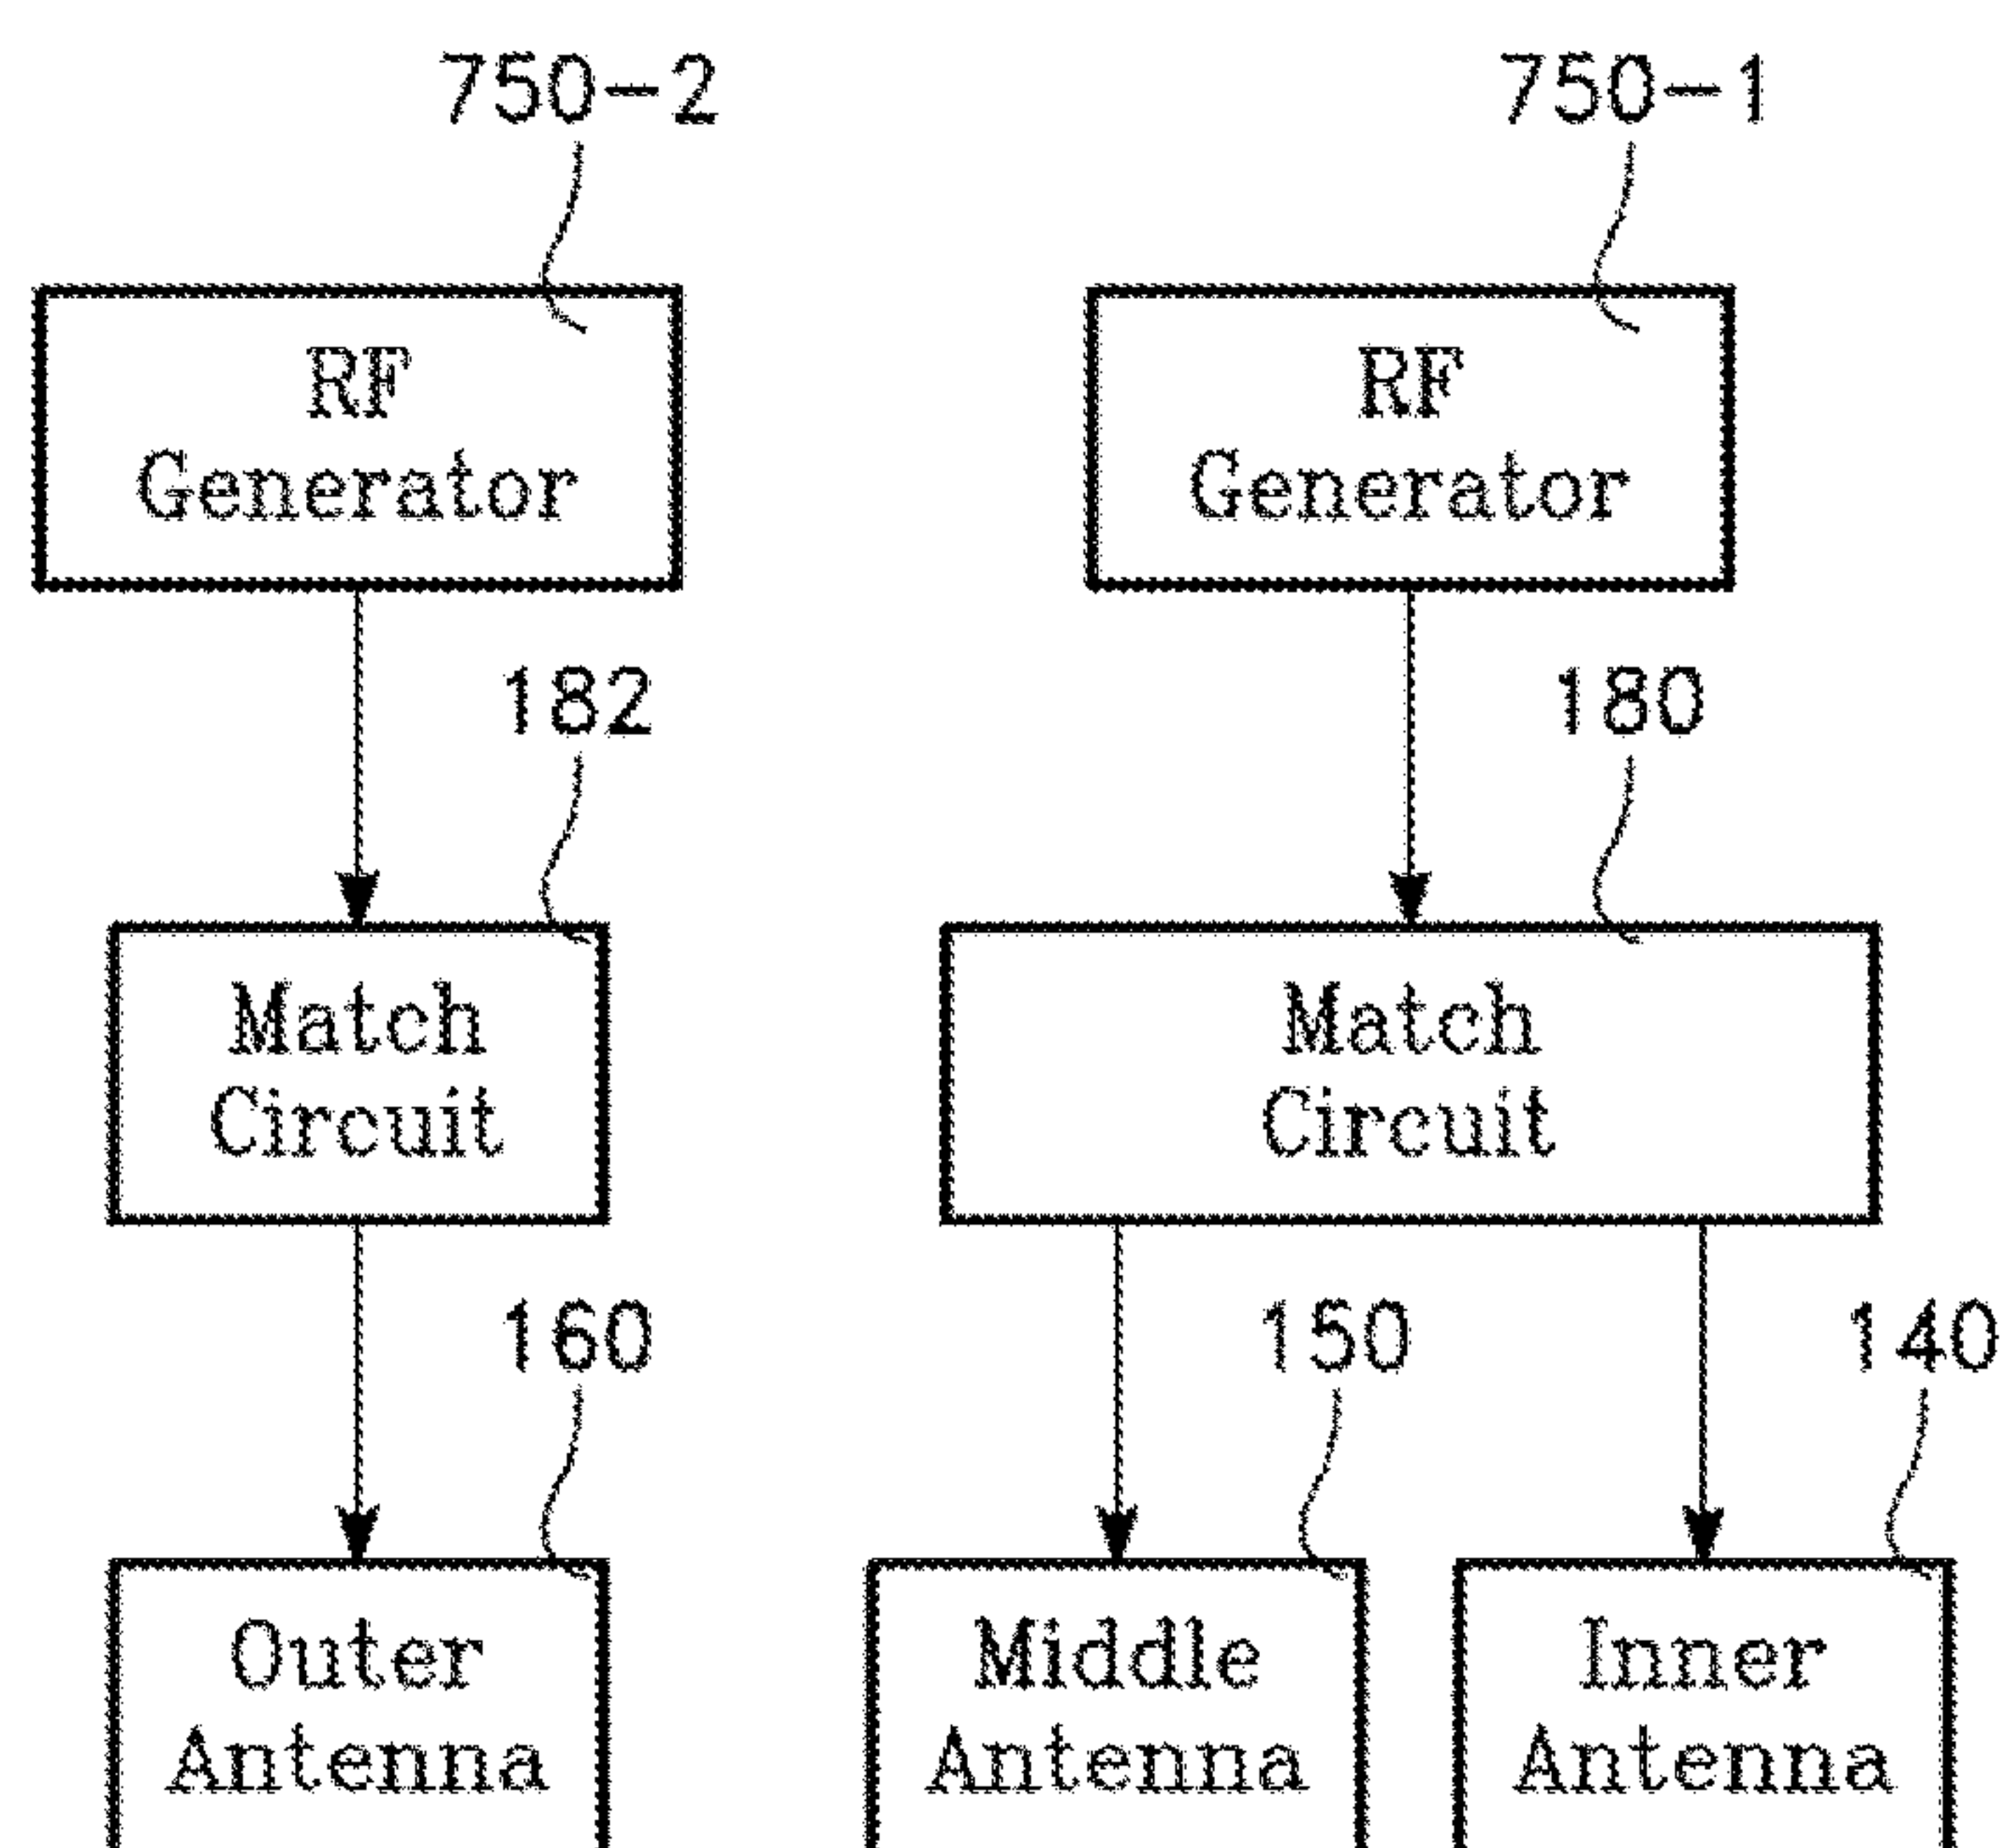 750-2
750-1
RF
Generator
RF
Generator
182
180
Match
Circuit
Match
Circuit
160
150
140
Outer
Antenna
Middle
Antenna
Inner
Antenna